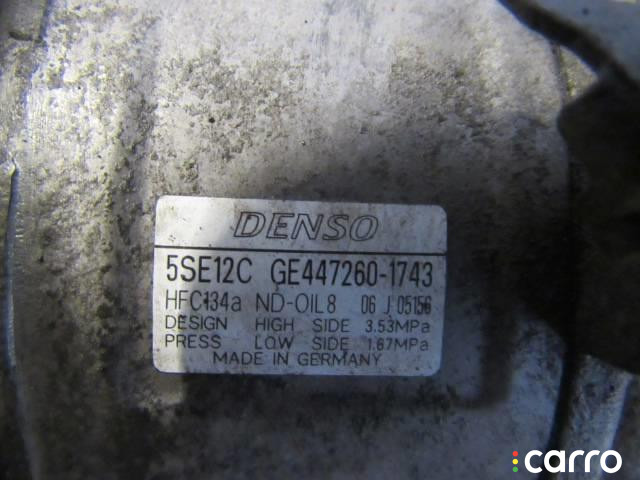 DENSO
5SE12C GE447260-1743
HFC134a ND-OIL8 06 J 05156
DESIGN HIGH SIDE 3.53MPa
PRESS LOW SIDE 1.67MPa
MADE IN GERMANY
carro